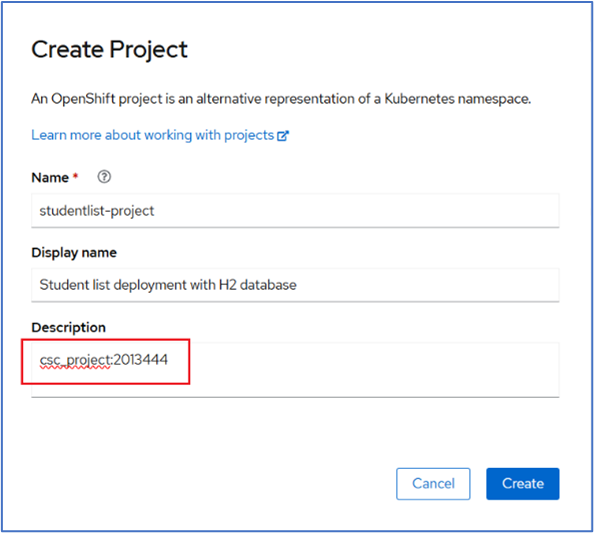 Create Project
An OpenShift project is an alternative representation of a Kubernetes namespace.
Learn more about working with projects
Name *
studentlist-project
Display name
Student list deployment with H2 database
Description
csc_project:2013444
Cancel Create